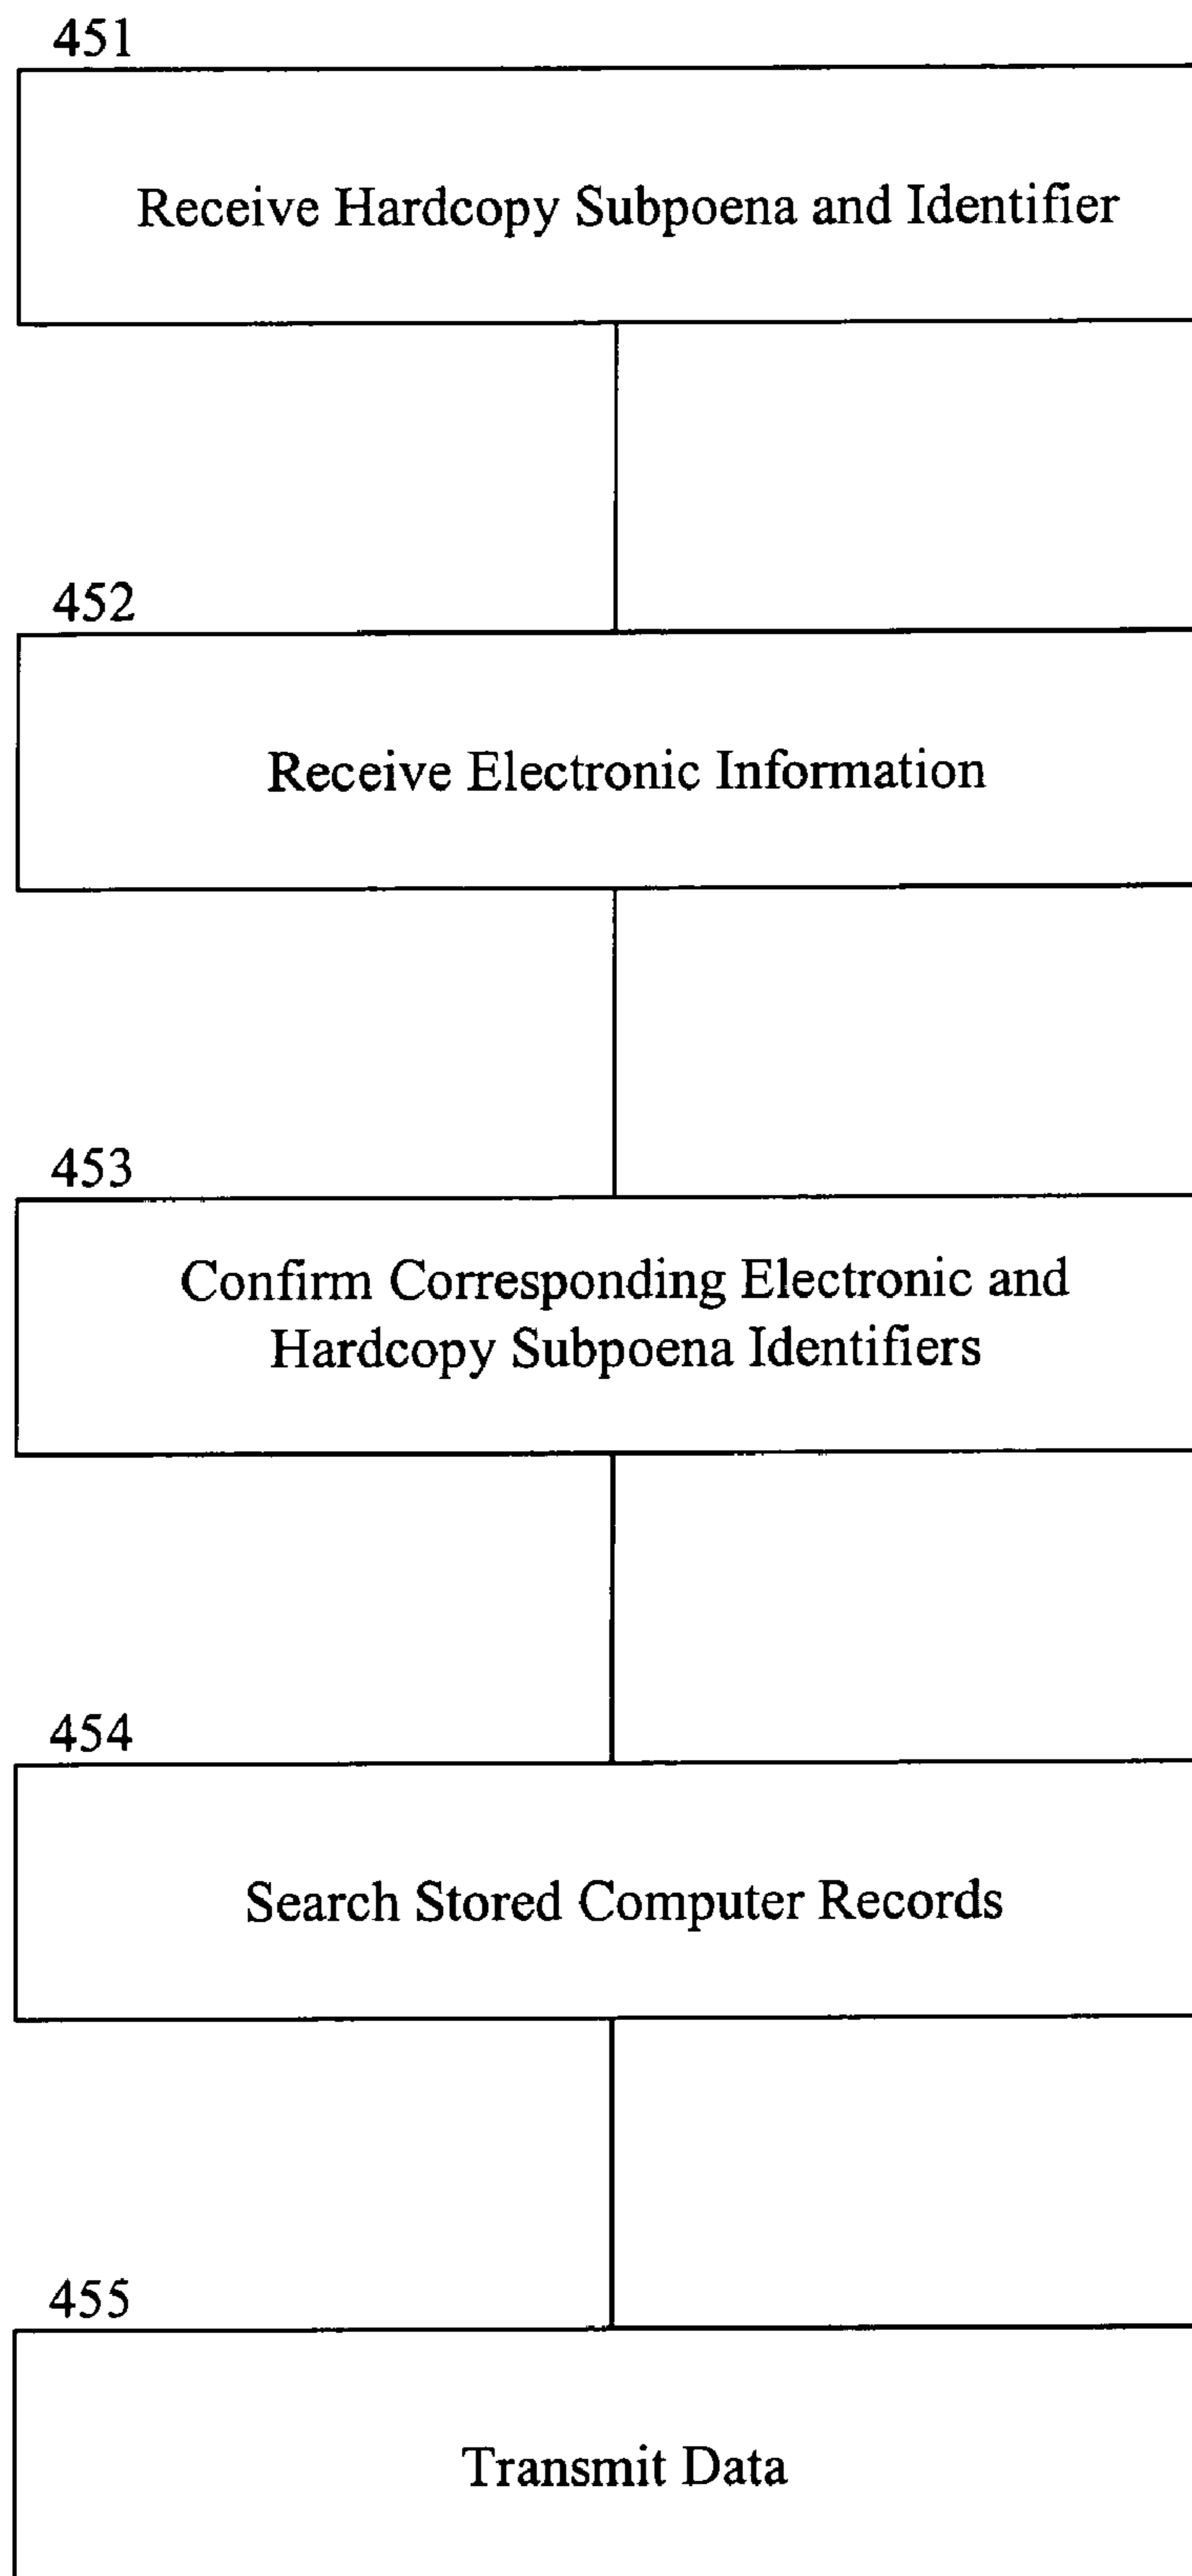 451
Receive Hardcopy Subpoena and Identifier
452
Receive Electronic Information
453
Confirm Corresponding Electronic and
Hardcopy Subpoena Identifiers
454
Search Stored Computer Records
455
Transmit Data